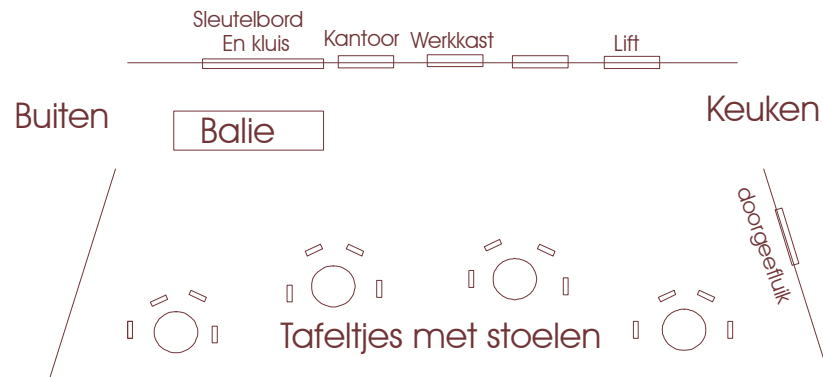 Sleutelbord
En kluis
Kantoor
Werkkast
Lift
Buiten
Balie
Keuken
doorgeefluik
Tafeltjes met stoelen